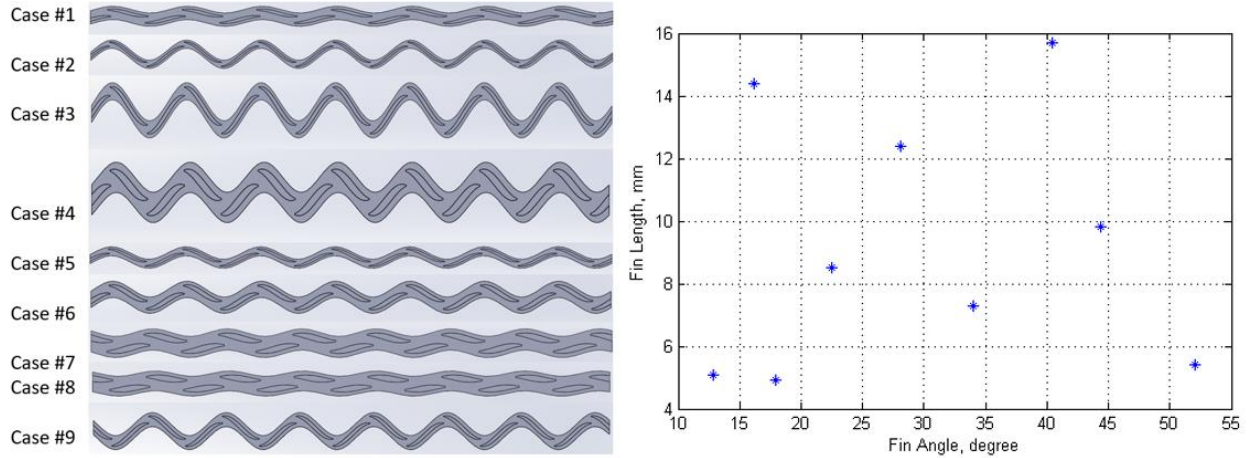 Case #1
Case #2
Case #3
Case #4
Case #5
Case #6
Case #7
Case #8
Case #9
16
14
12
10
8
6
4
10 15 20 25 30 35 40 45 50 55
Fin Length, mm
Fin Angle, degree